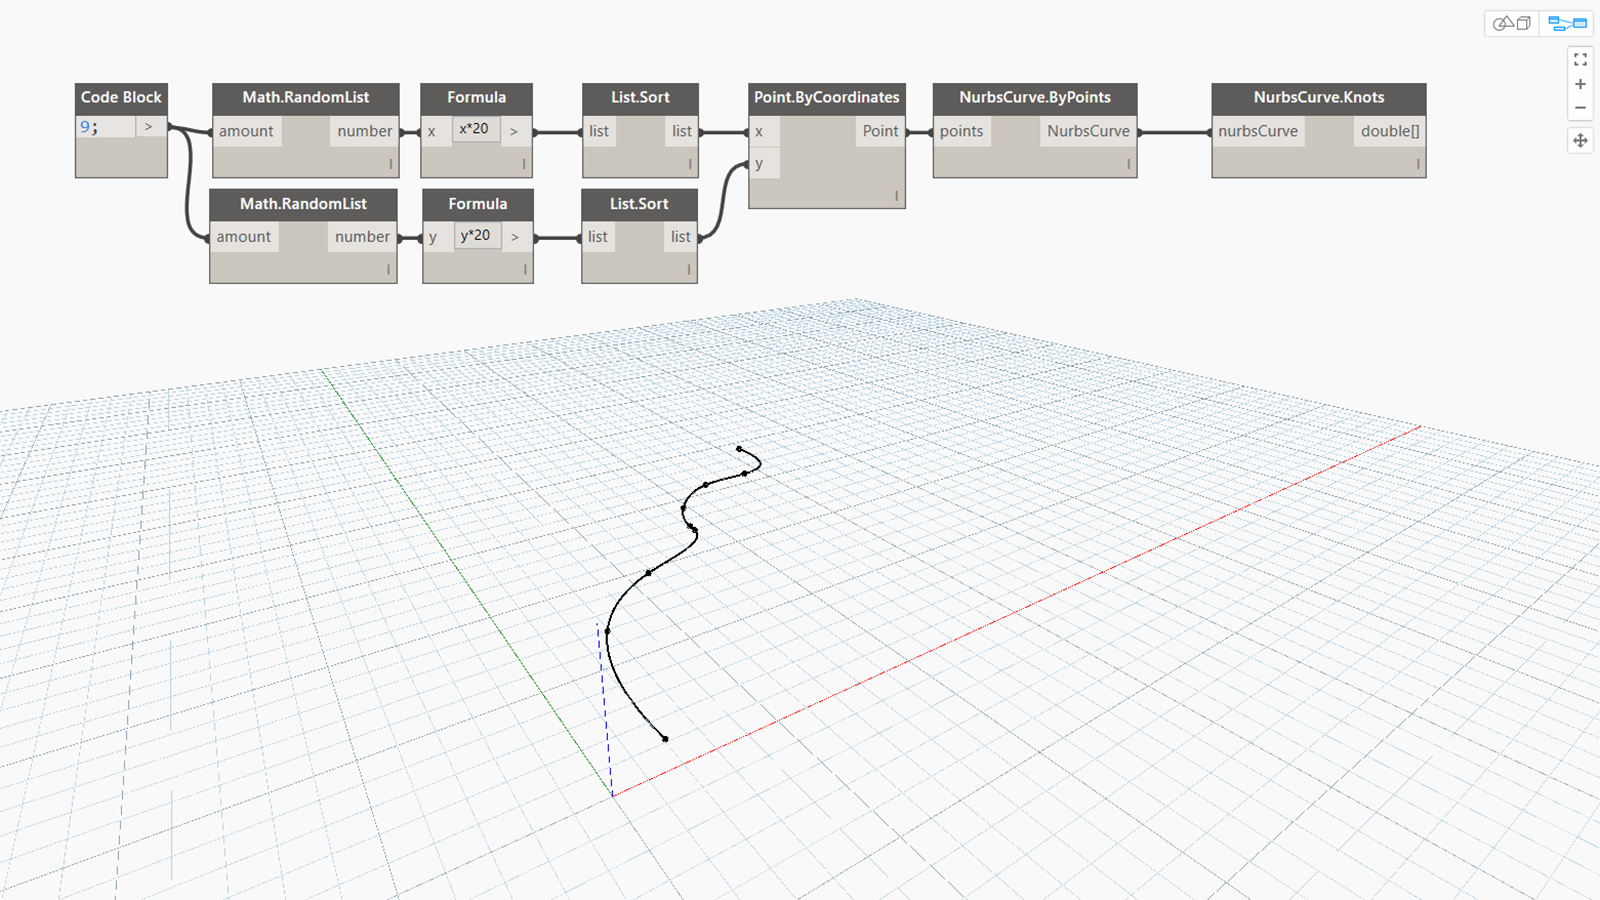 Code Block
9;
>
Math.RandomList
amount
number
Formula
x
x*20
>
List.Sort
list
list
Point.ByCoordinates
x
Point
y
NurbsCurve.ByPoints
points
NurbsCurve
NurbsCurve.Knots
nurbsCurve
double[]
Math.RandomList
amount
number
Formula
y
y*20
>
List.Sort
list
list